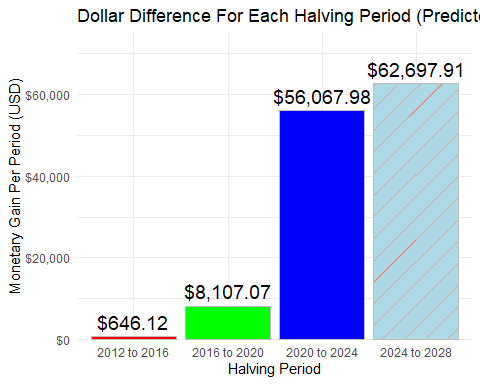 Dollar Difference For Each Halving Period (Predicte
$62,697.91
$56,067.98
$8,107.07
$646.12
$60,000
$40,000
$20,000
$0
Monetary Gain Per Period (USD)
2012 to 2016 2016 to 2020 2020 to 2024 2024 to 2028
Halving Period